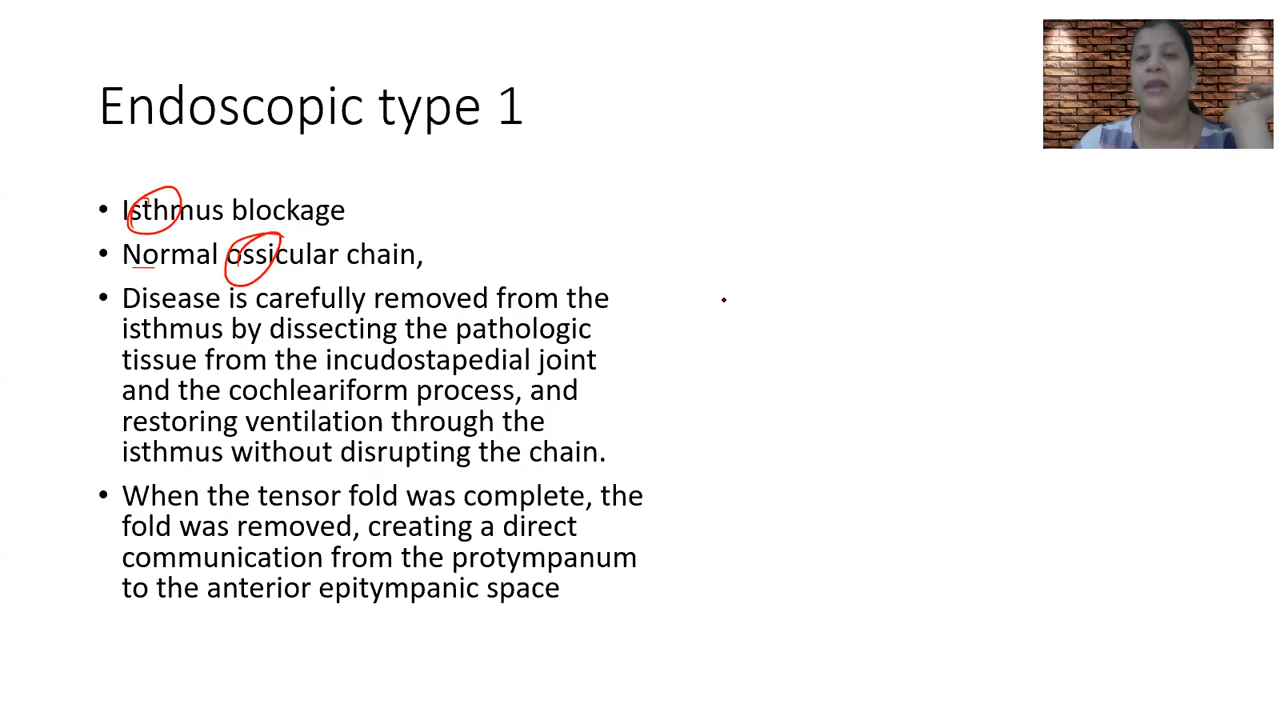 Endoscopic type 1
• Isthmus blockage
• Normal ossicular chain,
• Disease is carefully removed from the
isthmus by dissecting the pathologic
tissue from the incudostapedial joint
and the cochleariform process, and
restoring ventilation through the
isthmus without disrupting the chain.
• When the tensor fold was complete, the
fold was removed, creating a direct
communication from the protympanum
to the anterior epitympanic space